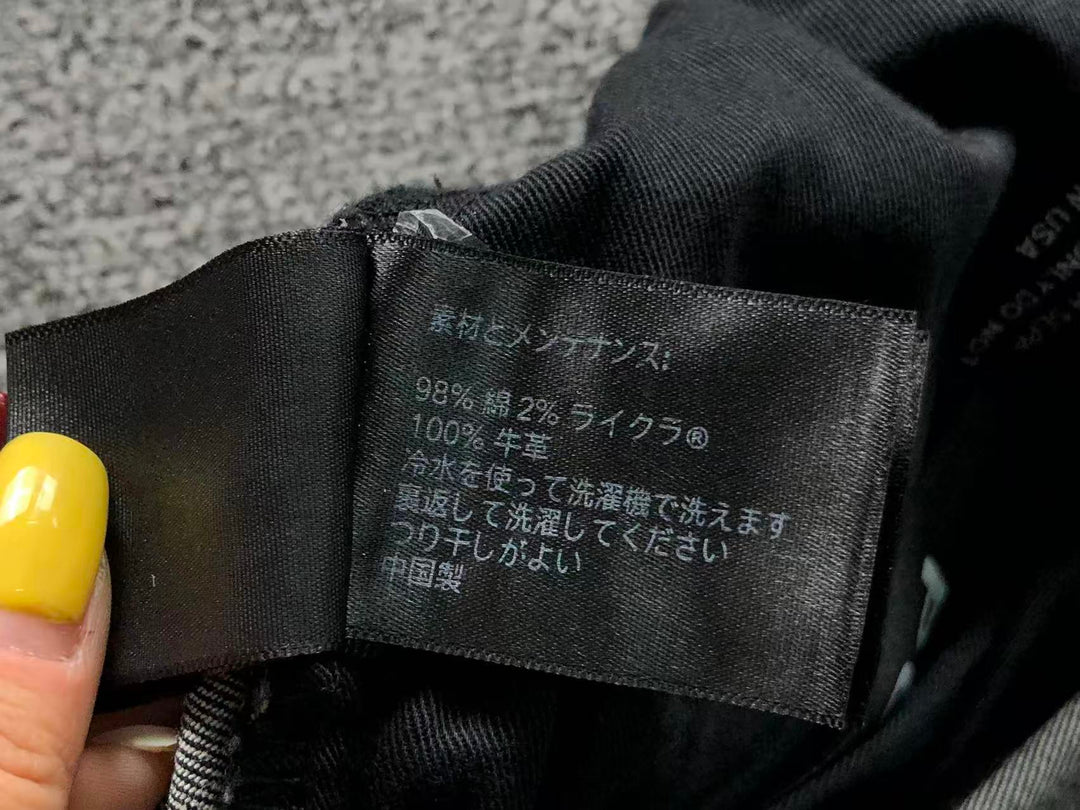 素材とメンテナンス:
98% 綿 2% ライクラ®
100% 牛革
冷水を使って洗濯機で洗えます
裏返して洗濯してください
つり干しがよい
中国製
USA